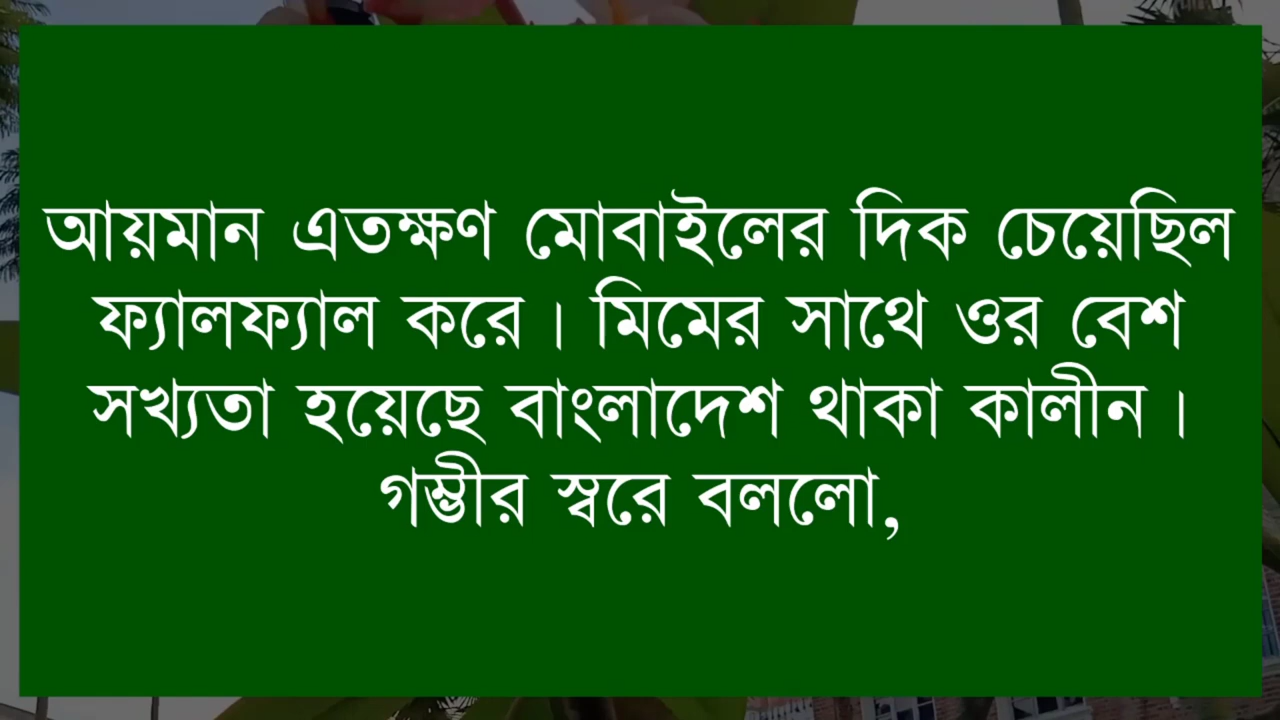 আয়মান এতক্ষণ মোবাইলের দিক চেয়েছিল
ফ্যালফ্যাল করে। মিমের সাথে ওর বেশ
সখ্যতা হয়েছে বাংলাদেশ থাকা কালীন।
গম্ভীর স্বরে বললো,